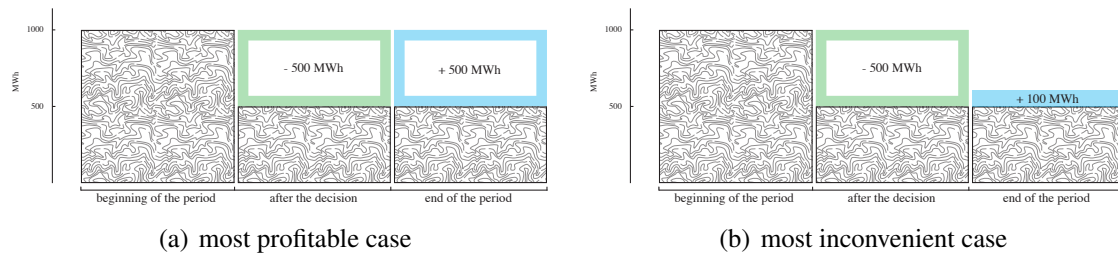 1000
- 500 MWh
+ 500 MWh
MWh
500
beginning of the period
after the decision
end of the period
(a) most profitable case
1000
- 500 MWh
MWh
500
+ 100 MWh
beginning of the period
after the decision
end of the period
(b) most inconvenient case